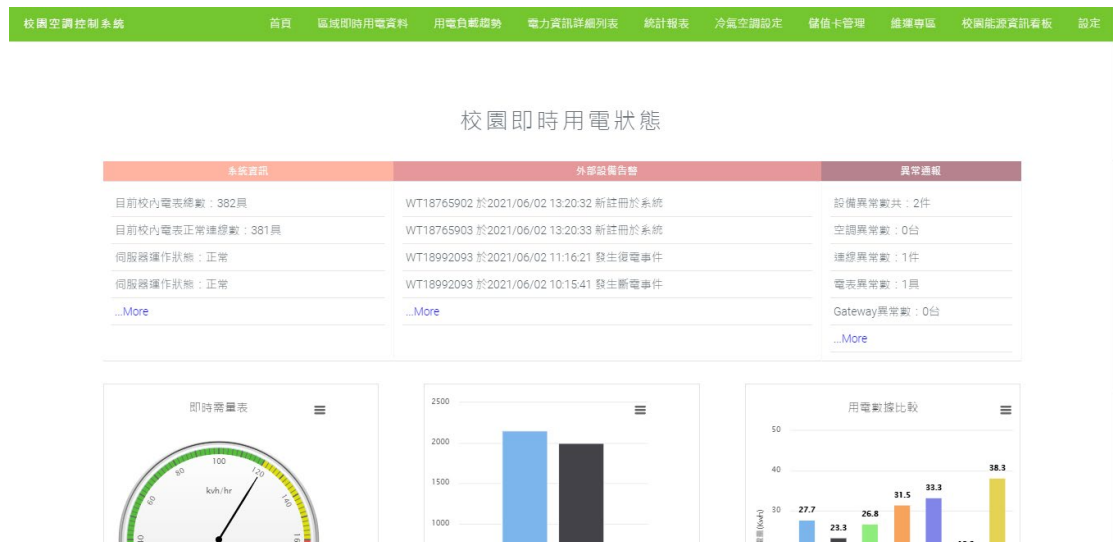 校園空調控制系統 首頁 區域即時用電資料 用電負載趨勢 電力資訊詳細列表 統計報表 冷氣空調設定 儲值卡管理 維運專區 校園能源資訊看板 設定
校園即時用電狀態
系統資訊
目前校內電表總數：382具
目前校內電表正常連線數：381具
伺服器運作狀態：正常
伺服器運作狀態：正常
...More
外部設備告警
WT18765902 於2021/06/02 13:20:32 新註冊於系統
WT18765903 於2021/06/02 13:20:33 新註冊於系統
WT18992093 於2021/06/02 11:16:21 發生復電事件
WT18992093 於2021/06/02 10:15:41 發生斷電事件
...More
異常通報
設備異常數共：2件
空調異常數：0台
連線異常數：1件
電表異常數：1具
Gateway異常數：0台
...More
即時需量表
60
80
100
120
140
kvh/hr
2500
2000
1500
1000
用電數據比較
50
40
30
27.7
23.3
26.8
31.5
33.3
38.3